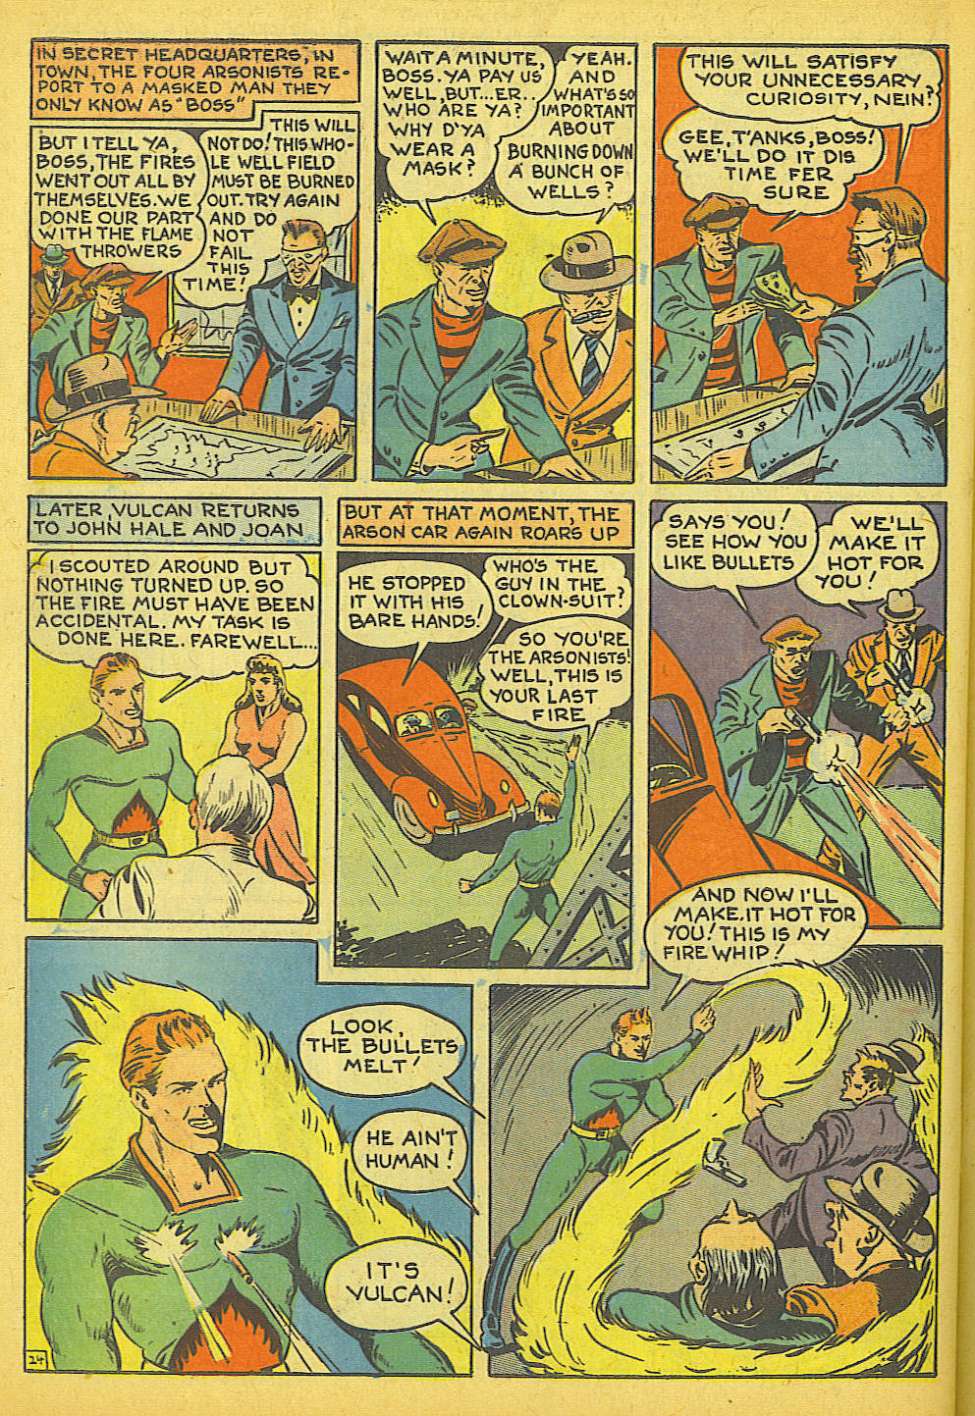 IN SECRET HEADQUARTERS, IN
TOWN, THE FOUR ARSONISTS RE-
PORT TO A MASKED MAN THEY
ONLY KNOW AS "BOSS"
BUT I TELL YA,
BOSS, THE FIRES
WENT OUT ALL BY
THEMSELVES. WE
DONE OUR PART
WITH THE FLAME
THROWERS
THIS WILL
NOT DO! THIS WHO-
LE WELL FIELD
MUST BE BURNED
OUT. TRY AGAIN
AND DO
NOT
FAIL
THIS
TIME!
WAIT A MINUTE,
BOSS. YA PAY US
WELL, BUT...ER..
WHO ARE YA?
WHY D'YA
WEAR A
MASK?
YEAH.
AND
WHAT'S SO
IMPORTANT
ABOUT
BURNING DOWN
A BUNCH OF
WELLS?
THIS WILL SATISFY
YOUR UNNECESSARY
CURIOSITY, NEIN?
GEE, T'ANKS, BOSS!
WE'LL DO IT DIS
TIME FER
SURE
LATER, VULCAN RETURNS
TO JOHN HALE AND JOAN
I SCOUTED AROUND BUT
NOTHING TURNED UP. SO
THE FIRE MUST HAVE BEEN
ACCIDENTAL. MY TASK IS
DONE HERE. FAREWELL...
BUT AT THAT MOMENT, THE
ARSON CAR AGAIN ROARS UP
HE STOPPED
IT WITH HIS
BARE HANDS!
WHO'S THE
GUY IN THE
CLOWN-SUIT?
SO YOU'RE
THE ARSONISTS!
WELL, THIS IS
YOUR LAST
FIRE
SAYS YOU!
SEE HOW YOU
LIKE BULLETS
WE'LL
MAKE IT
HOT FOR
YOU!
LOOK,
THE BULLETS
MELT!
HE AIN'T
HUMAN!
IT'S
VULCAN!
24
AND NOW I'LL
MAKE IT HOT FOR
YOU! THIS IS MY
FIRE WHIP!